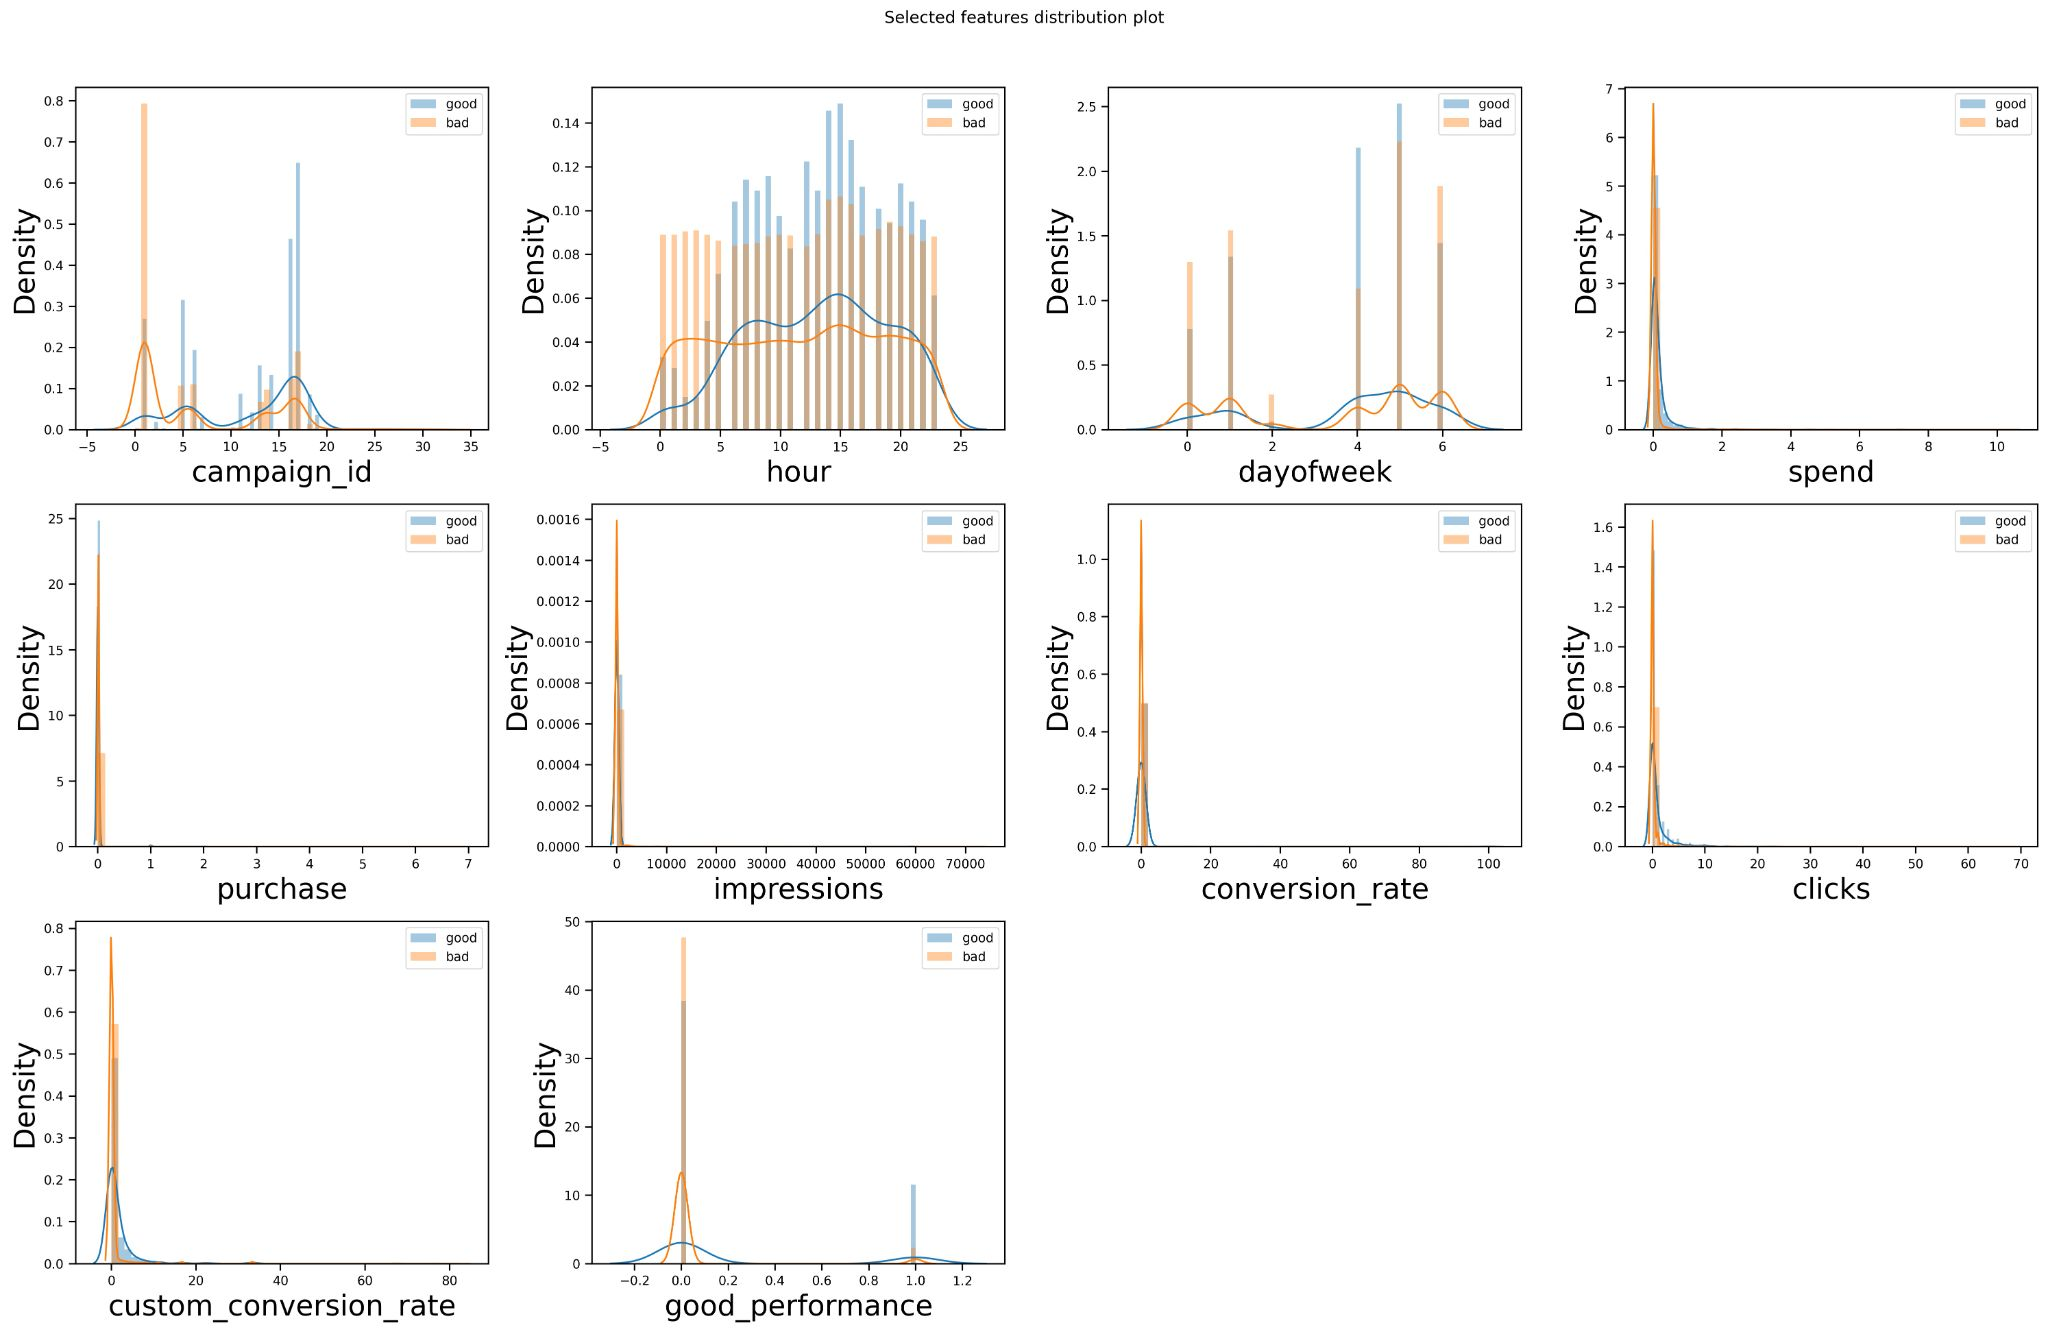 Selected features distribution plot
Density
0.8
0.7
0.6
0.5
0.4
0.3
0.2
0.1
0.0
good
bad
−5 0 5 10 15 20 25 30 35
campaign_id
Density
0.14
0.12
0.10
0.08
0.06
0.04
0.02
0.00
good
bad
−5 0 5 10 15 20 25
hour
Density
2.5
2.0
1.5
1.0
0.5
0.0
good
bad
0 2 4 6
dayofweek
Density
7
6
5
4
3
2
1
0
good
bad
0 2 4 6 8 10
spend
Density
25
20
15
10
5
0
good
bad
0 1 2 3 4 5 6 7
purchase
Density
0.0016
0.0014
0.0012
0.0010
0.0008
0.0006
0.0004
0.0002
0.0000
good
bad
0 10000 20000 30000 40000 50000 60000 70000
impressions
Density
1.0
0.8
0.6
0.4
0.2
0.0
good
bad
0 20 40 60 80 100
conversion_rate
Density
1.6
1.4
1.2
1.0
0.8
0.6
0.4
0.2
0.0
good
bad
0 10 20 30 40 50 60 70
clicks
Density
0.8
0.7
0.6
0.5
0.4
0.3
0.2
0.1
0.0
good
bad
0 20 40 60 80
custom_conversion_rate
Density
50
40
30
20
10
0
good
bad
−0.2 0.0 0.2 0.4 0.6 0.8 1.0 1.2
good_performance